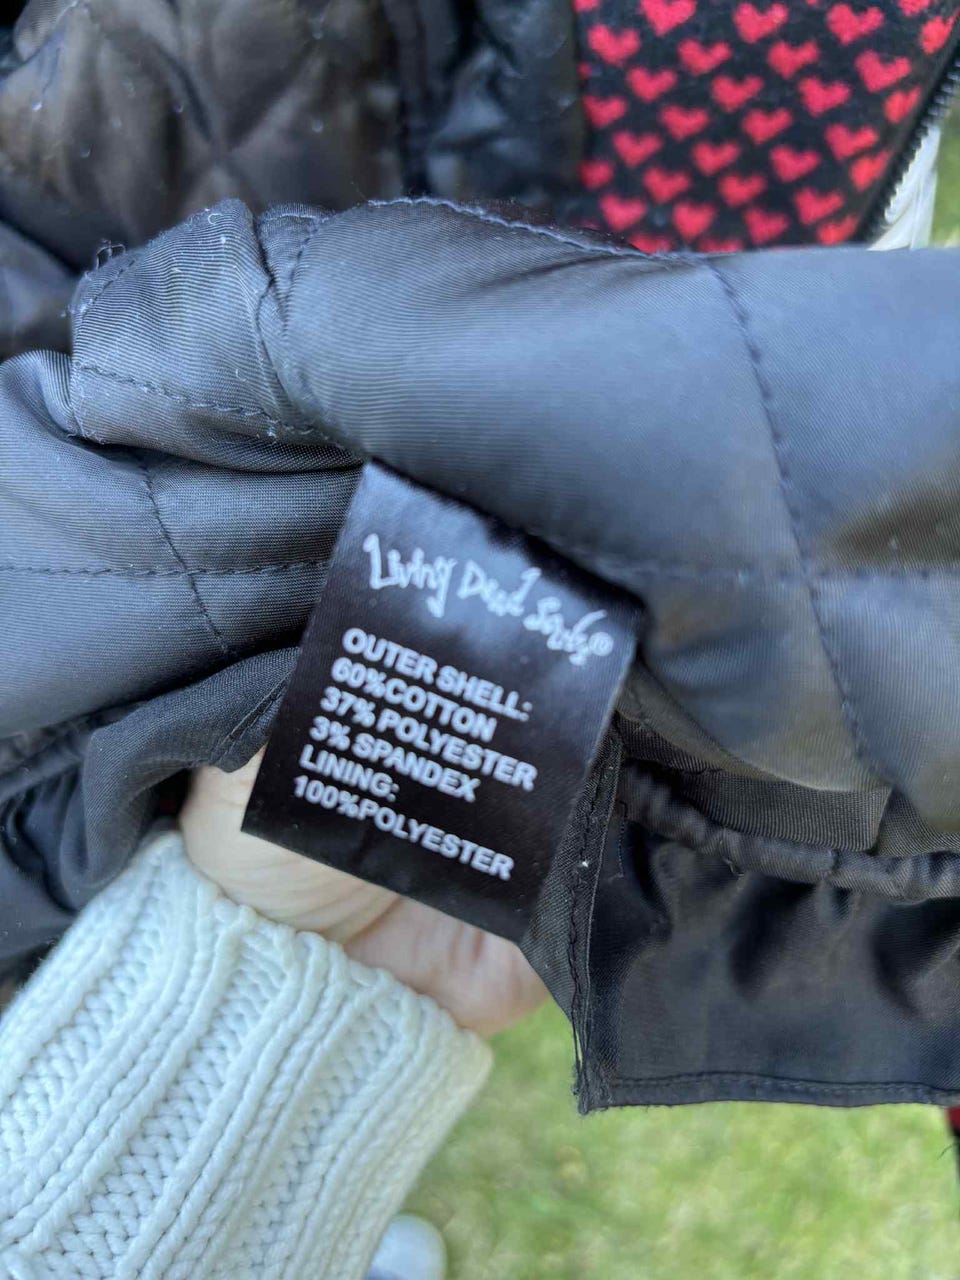 Living Dead Souls®
OUTER SHELL:
60%COTTON
37% POLYESTER
3% SPANDEX
LINING:
100%POLYESTER